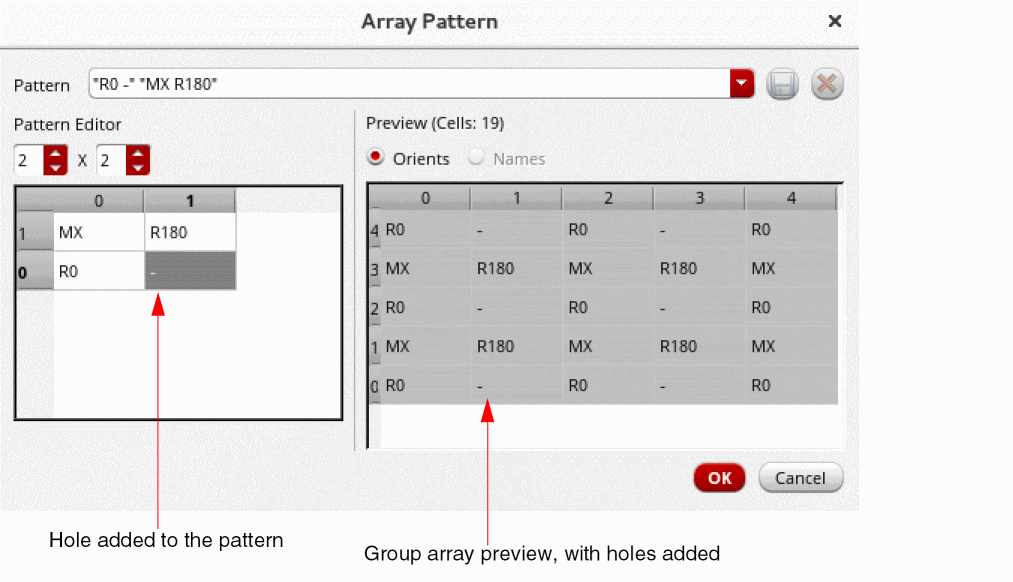 Array Pattern ×
Pattern "R0 -" "MX R180"
Pattern Editor
2 X 2
0 1
1 MX R180
0 R0 -
Preview (Cells: 19)
Orients Names
0 1 2 3 4
4 R0 - R0 - R0
3 MX R180 MX R180 MX
2 R0 - R0 - R0
1 MX R180 MX R180 MX
0 R0 - R0 - R0
OK Cancel
Hole added to the pattern
Group array preview, with holes added